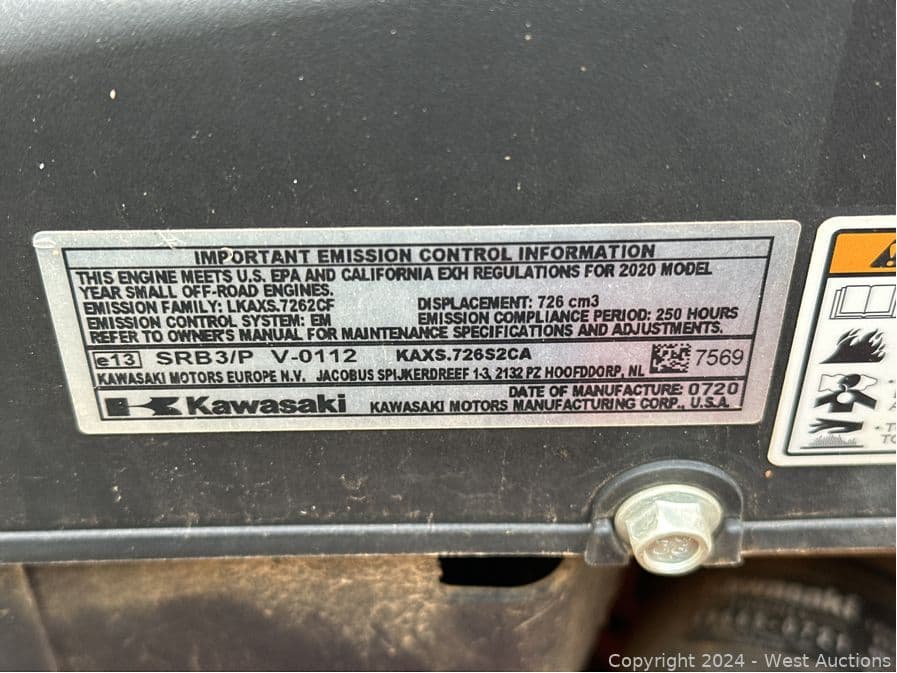 IMPORTANT EMISSION CONTROL INFORMATION
THIS ENGINE MEETS U.S. EPA AND CALIFORNIA EXH REGULATIONS FOR 2020 MODEL
YEAR SMALL OFF-ROAD ENGINES.
EMISSION FAMILY: LKAXS.7262CF DISPLACEMENT: 726 cm3
EMISSION CONTROL SYSTEM: EM EMISSION COMPLIANCE PERIOD: 250 HOURS
REFER TO OWNER'S MANUAL FOR MAINTENANCE SPECIFICATIONS AND ADJUSTMENTS.
e13 SRB3/P V-0112 KAXS.726S2CA 7569
KAWASAKI MOTORS EUROPE N.V. JACOBUS SPIJKERDREEF 1-3, 2132 PZ HOOFDDORP, NL
DATE OF MANUFACTURE: 0720
Kawasaki KAWASAKI MOTORS MANUFACTURING CORP., U.S.A.
Copyright 2024 - West Auctions